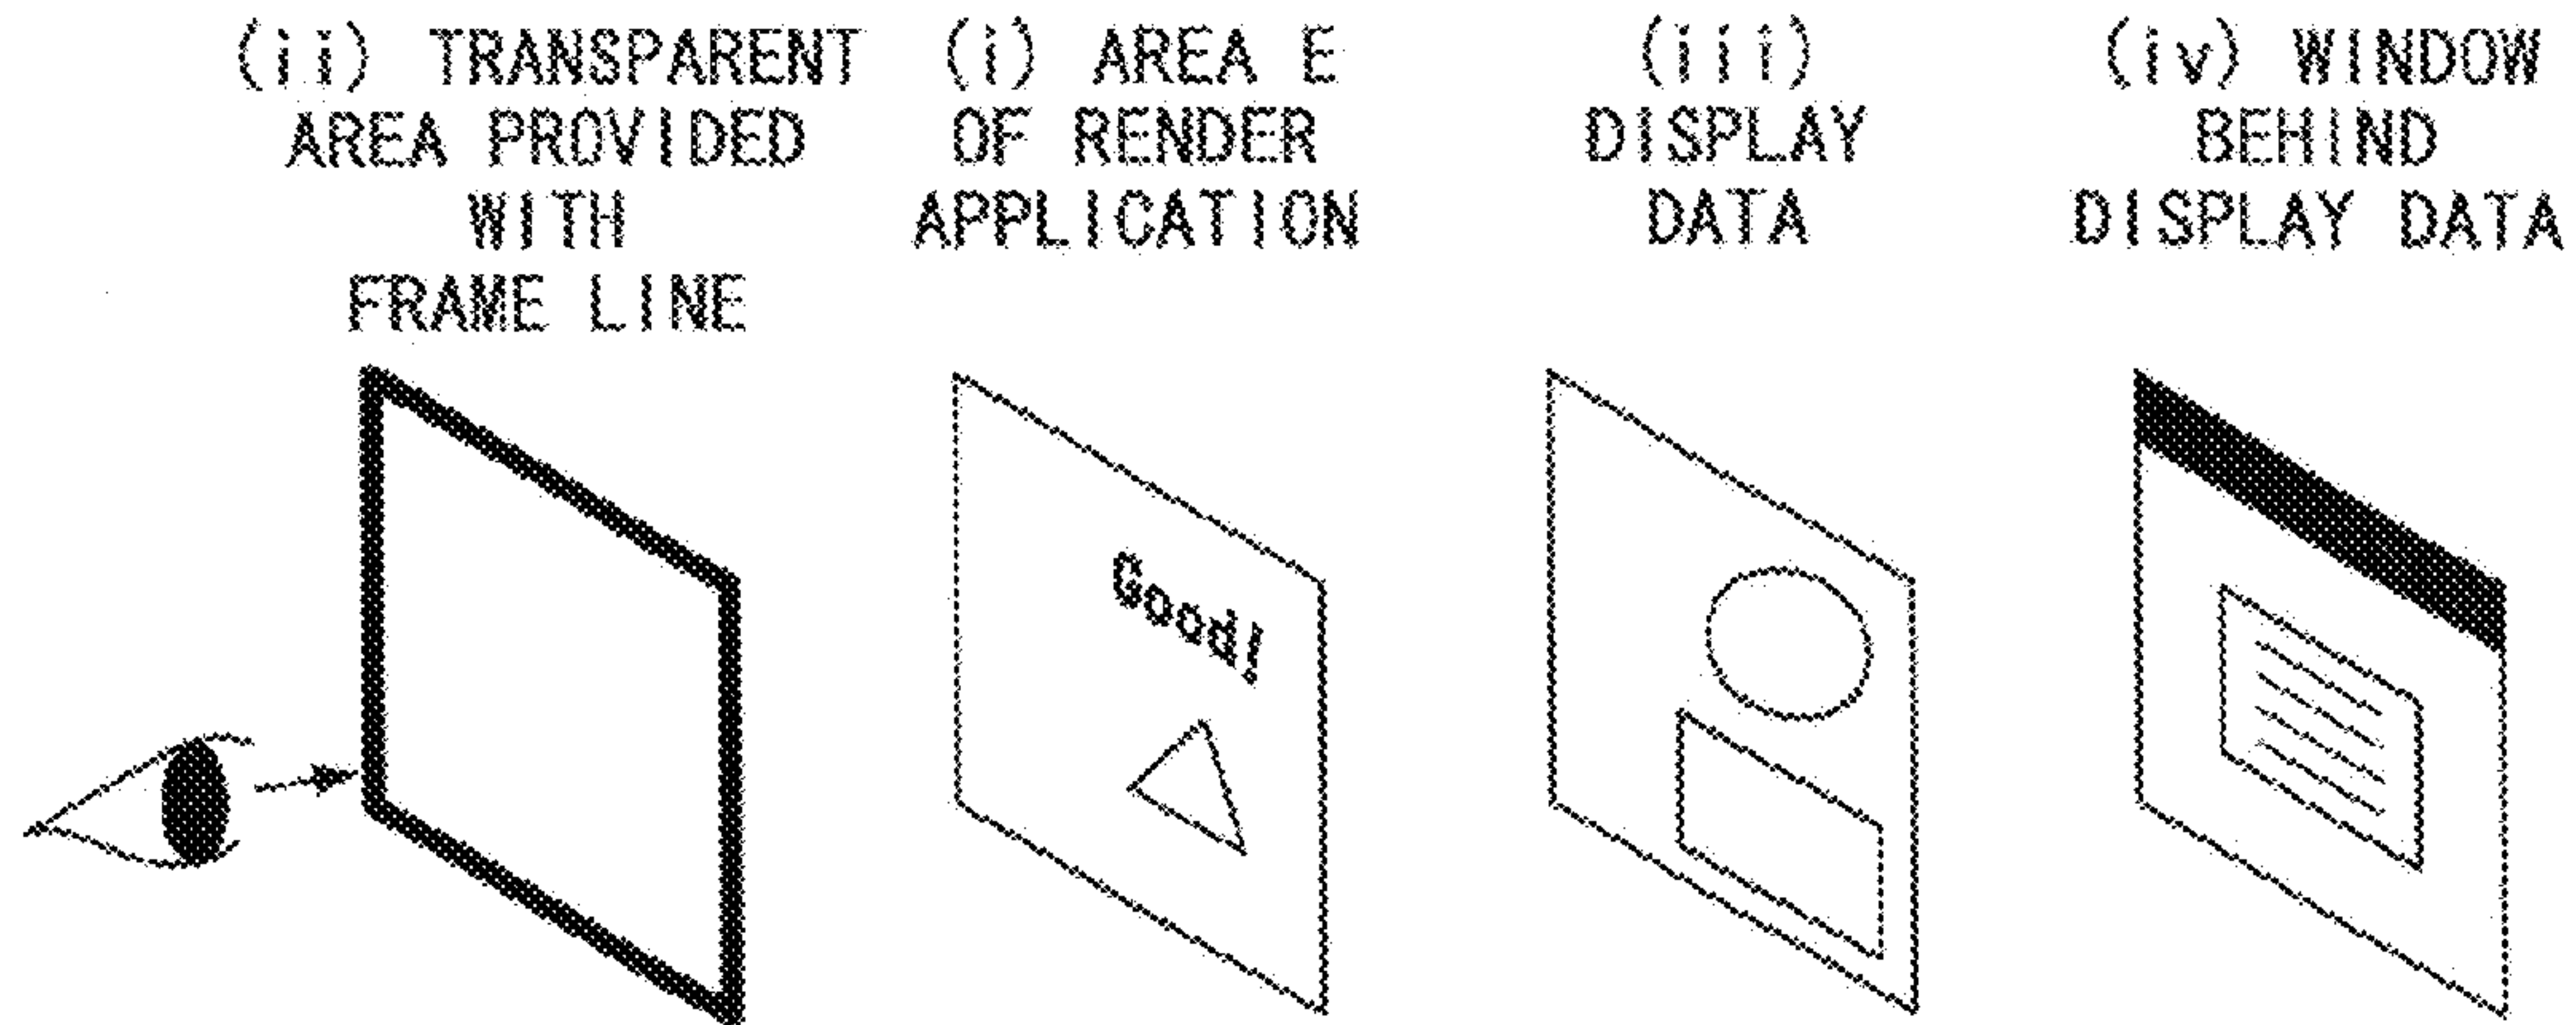 (ii) TRANSPARENT
AREA PROVIDED
WITH
FRAME LINE
(i) AREA E
OF RENDER
APPLICATION
(iii)
DISPLAY
DATA
(iv) WINDOW
BEHIND
DISPLAY DATA
Good!